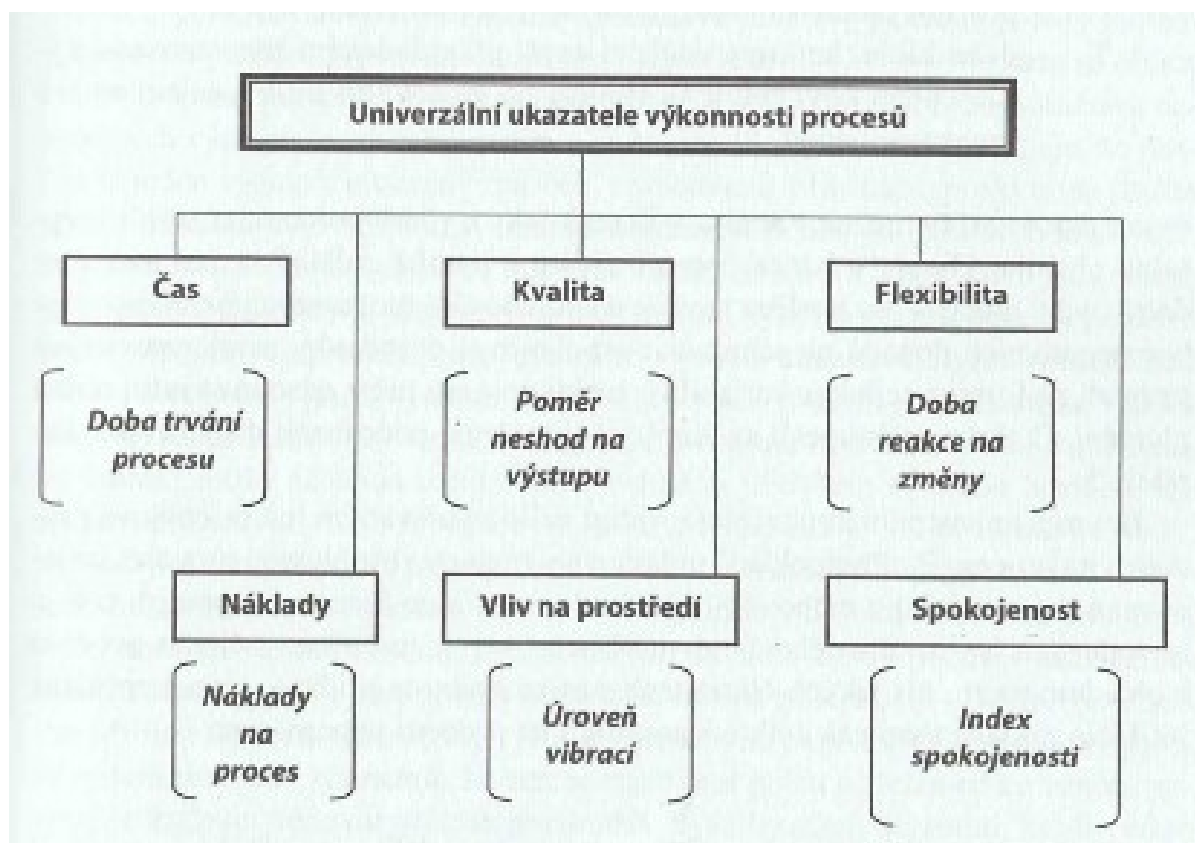 Univerzální ukazatele výkonnosti procesů
Čas
Kvalita
Flexibilita
Doba trvání
procesu
Poměr
neshod na
výstupu
Doba
reakce na
změny
Náklady
Vliv na prostředí
Spokojenost
Náklady
na
proces
Úroveň
vibrací
Index
spokojenosti